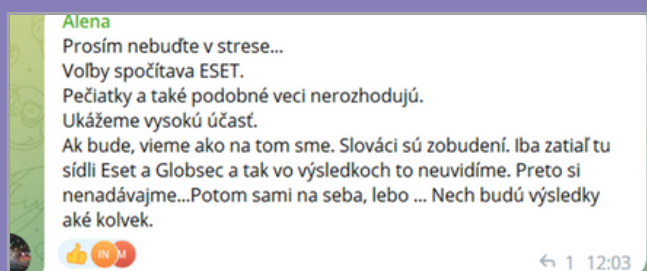 Alena
Prosím nebuďte v strese...
Voľby spočítava ESET.
Pečiatky a také podobné veci nerozhodujú.
Ukážeme vysokú účasť.
Ak bude, vieme ako na tom sme. Slováci sú zobudení. Iba zatiaľ tu
sídli Eset a Globsec a tak vo výsledkoch to neuvidíme. Preto si
nenadávajme...Potom sami na seba, lebo ... Nech budú výsledky
aké kolvek.
IN M
1 12:03